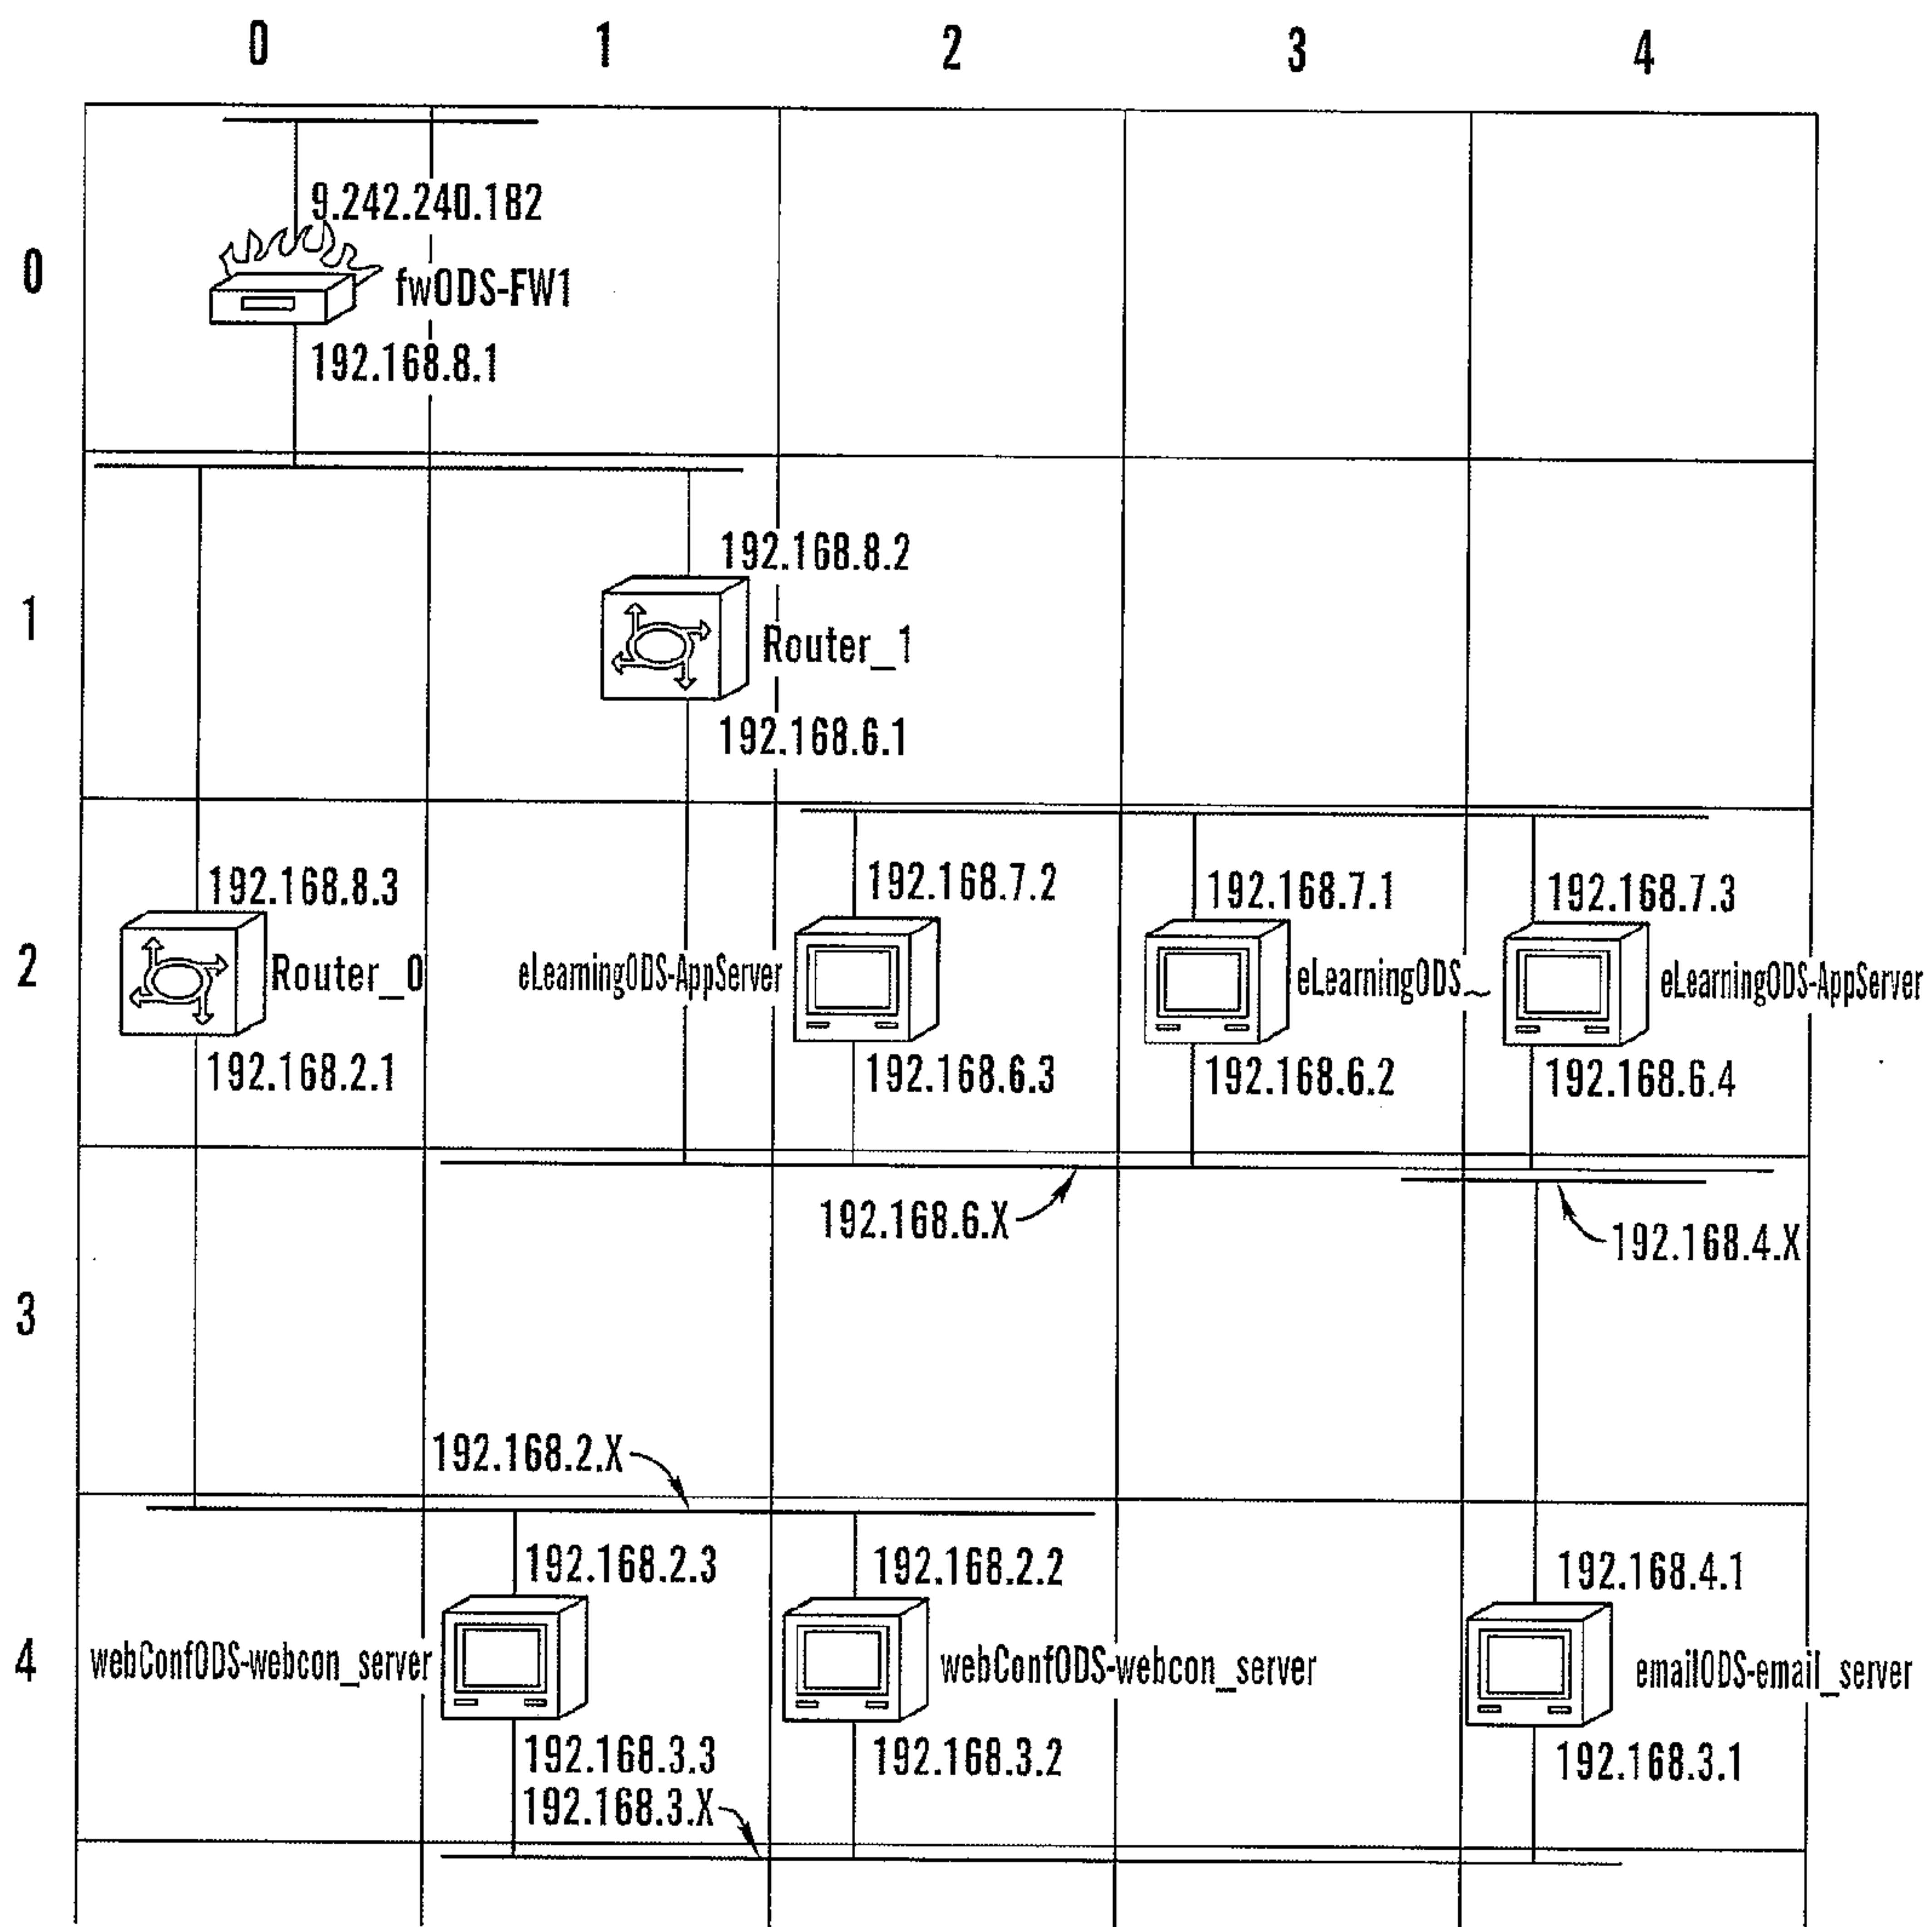 0 1 2 3 4
0
9.242.240.182
fwODS-FW1
192.168.8.1
1
192.168.8.2
Router_1
192.168.6.1
2
192.168.8.3
192.168.7.2
192.168.7.1
192.168.7.3
Router_0
eLearningODS-AppServer
eLearningODS_~
eLearningODS-AppServer
192.168.2.1
192.168.6.3
192.168.6.2
192.168.6.4
192.168.6.X
192.168.4.X
3
192.168.2.X
4
192.168.2.3
192.168.2.2
192.168.4.1
webConfODS-webcon_server
webConfODS-webcon_server
emailODS-email_server
192.168.3.3
192.168.3.2
192.168.3.1
192.168.3.X